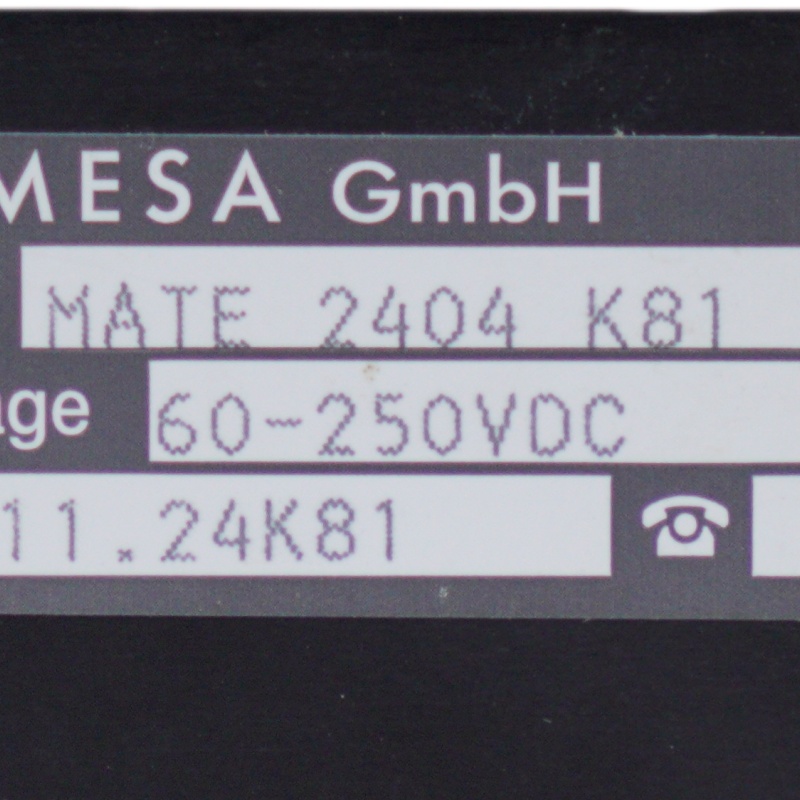 MESA GmbH
MATE 2404 K81
age 60-250VDC
11.24K81